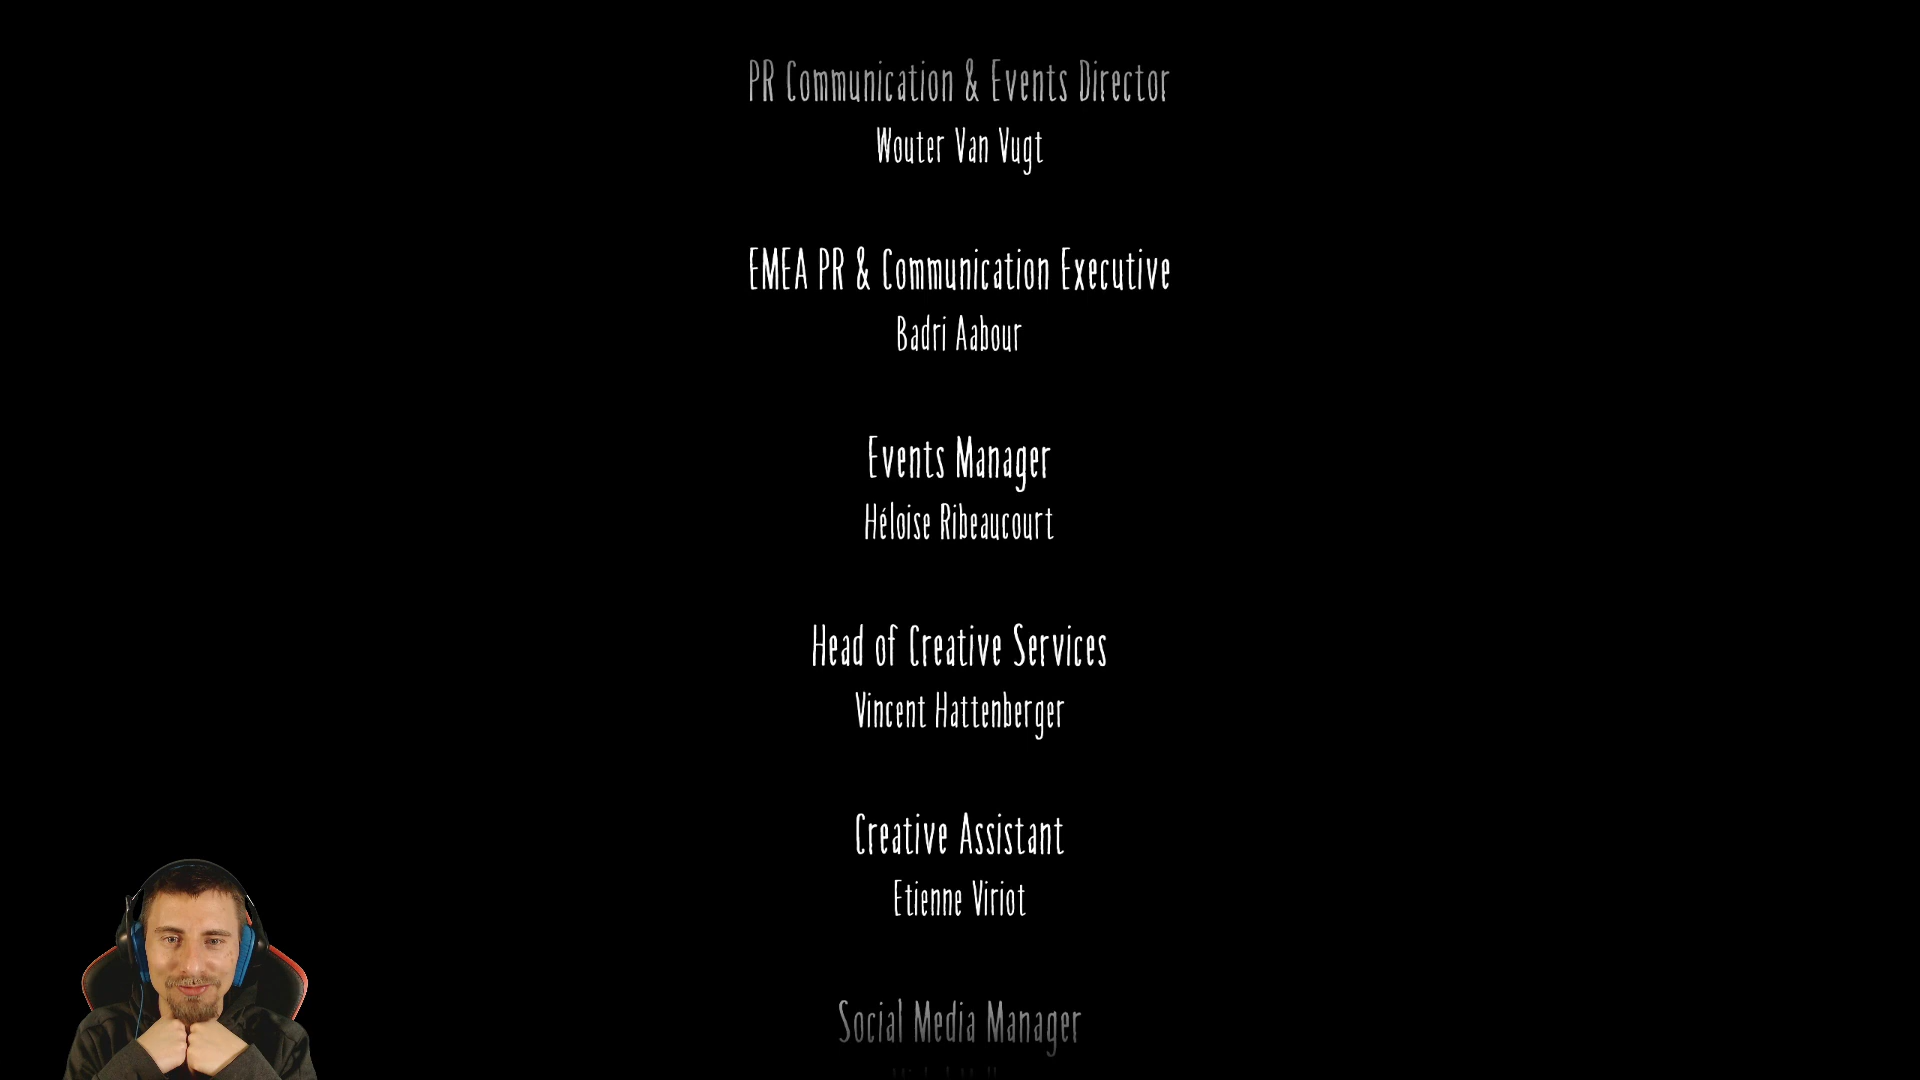 PR Communication & Events Director
Wouter Van Vugt
EMEA PR & Communication Executive
Badri Aabour
Events Manager
Héloise Ribeaucourt
Head of Creative Services
Vincent Hattenberger
Creative Assistant
Etienne Viriot
Social Media Manager